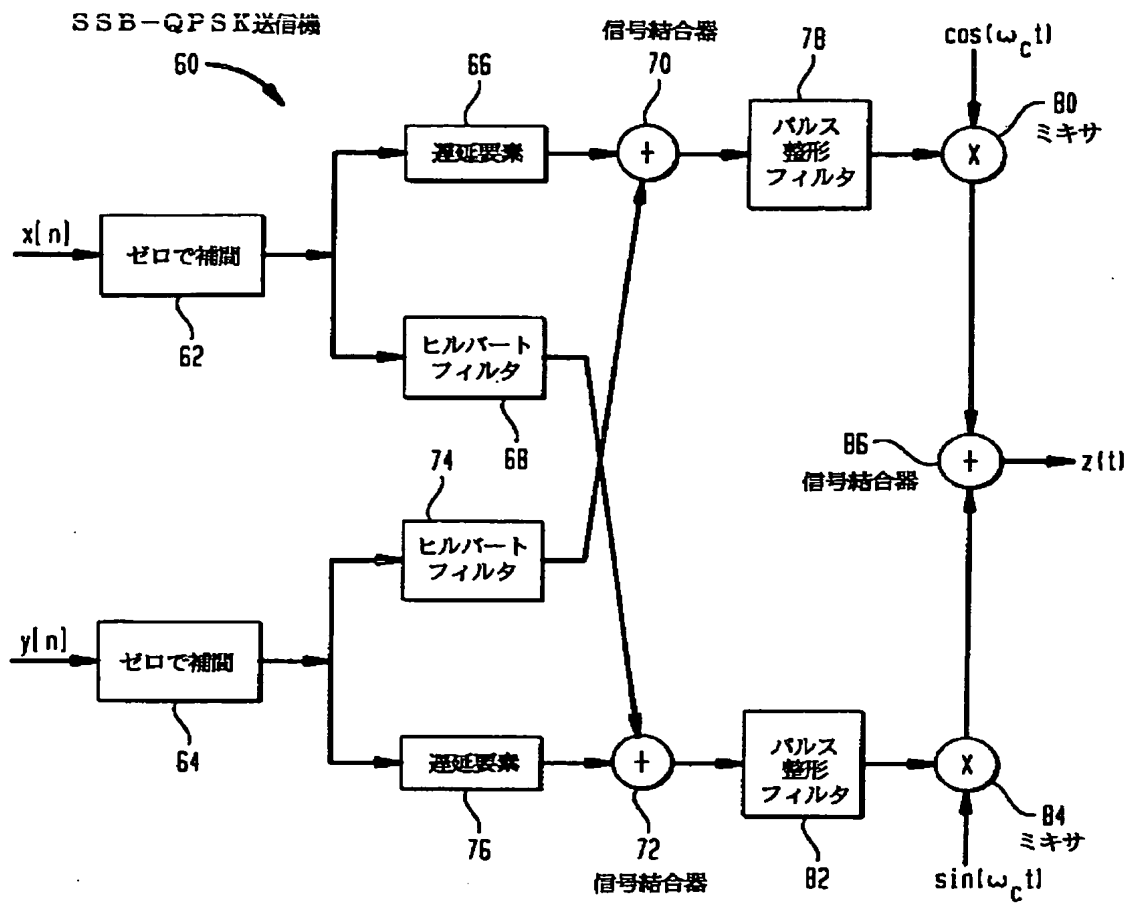 SSB-QPSK送信機
60
66
遅延要素
信号結合器
70
+
78
パルス
整形
フィルタ
cos(ω_c t)
80
ミキサ
X
x[n]
ゼロで補間
62
ヒルバート
フィルタ
68
74
ヒルバート
フィルタ
86
信号結合器
+
z(t)
y[n]
ゼロで補間
64
遅延要素
76
+
72
信号結合器
パルス
整形
フィルタ
82
X
84
ミキサ
sin(ω_c t)